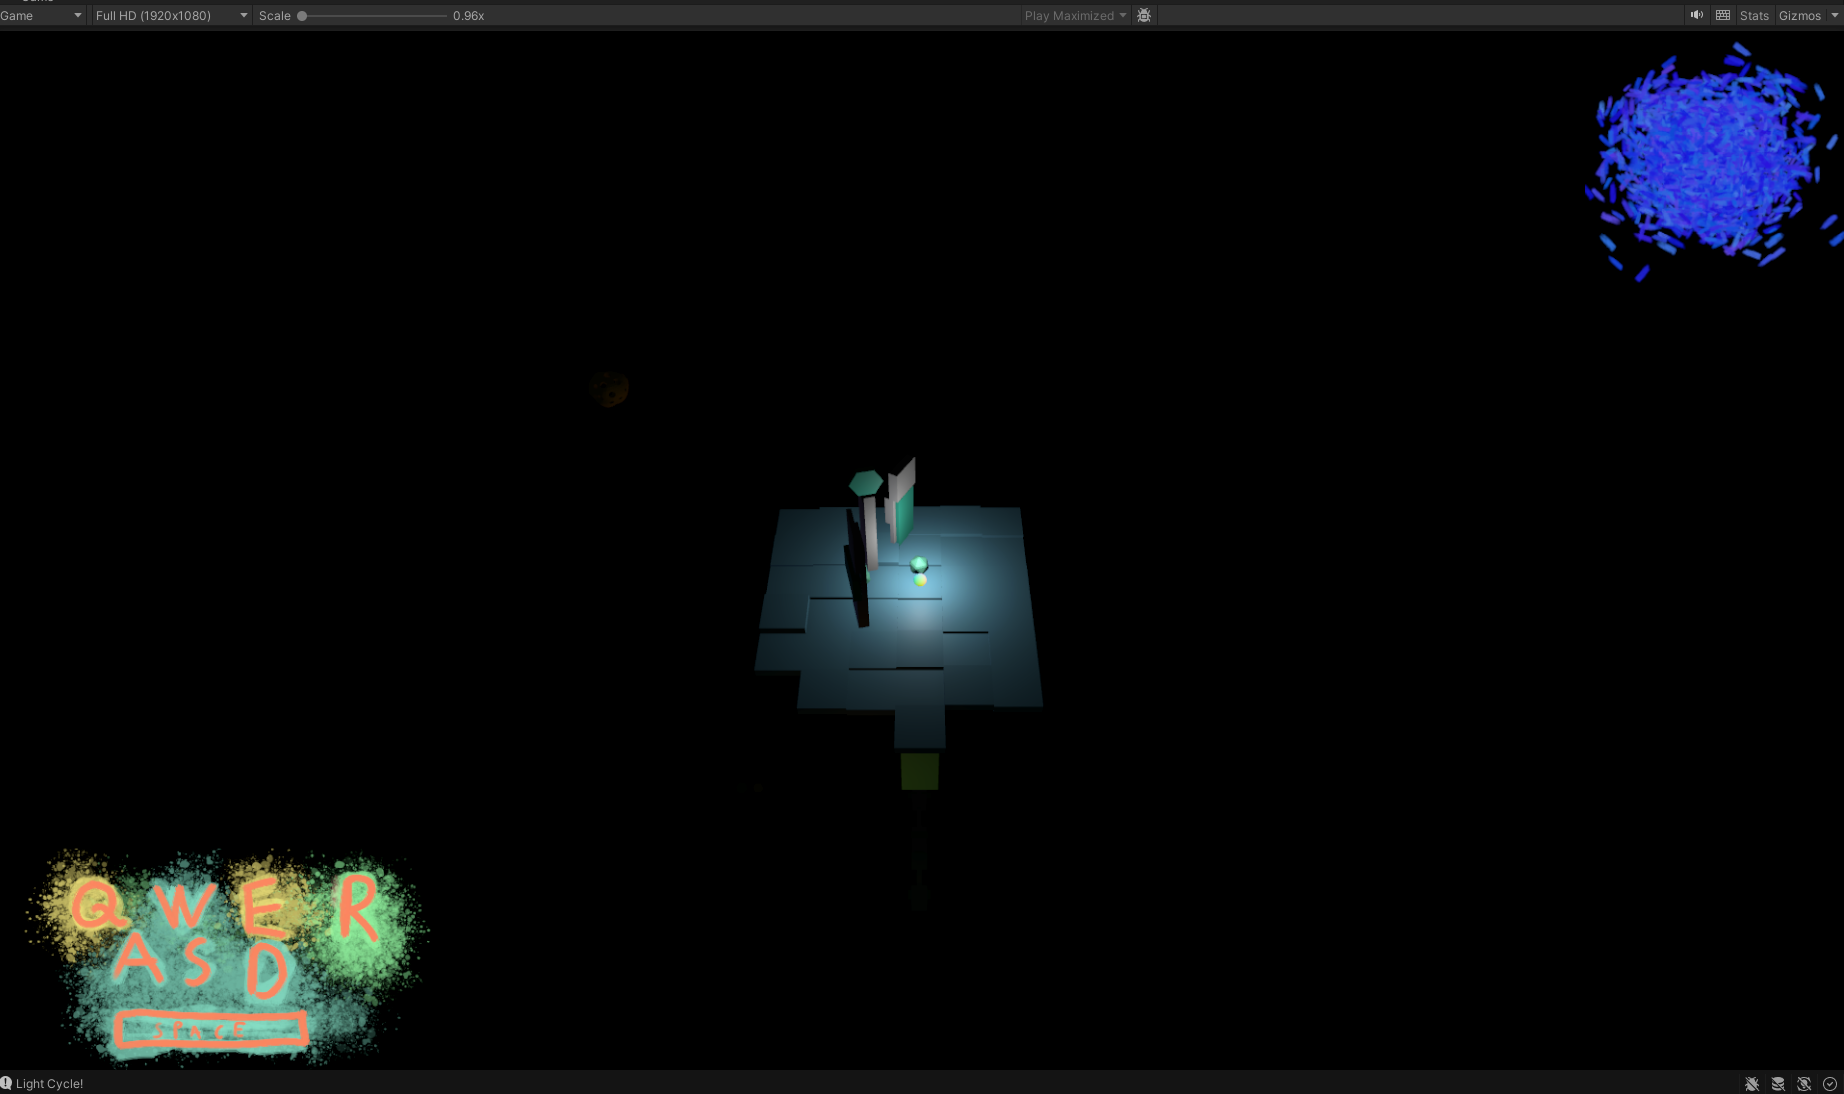 Game Full HD (1920x1080) Scale 0.96x Play Maximized Stats Gizmos
Q W E R
A S D
SPACE
Light Cycle!